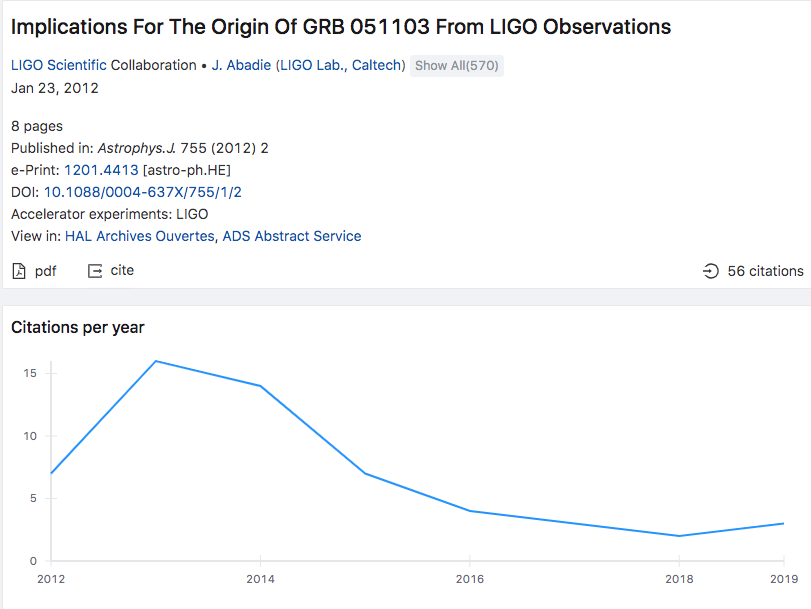 Implications For The Origin Of GRB 051103 From LIGO Observations
LIGO Scientific Collaboration • J. Abadie (LIGO Lab., Caltech) Show All(570)
Jan 23, 2012
8 pages
Published in: Astrophys.J. 755 (2012) 2
e-Print: 1201.4413 [astro-ph.HE]
DOI: 10.1088/0004-637X/755/1/2
Accelerator experiments: LIGO
View in: HAL Archives Ouvertes, ADS Abstract Service
pdf cite 56 citations
Citations per year
15
10
5
0
2012 2014 2016 2018 2019